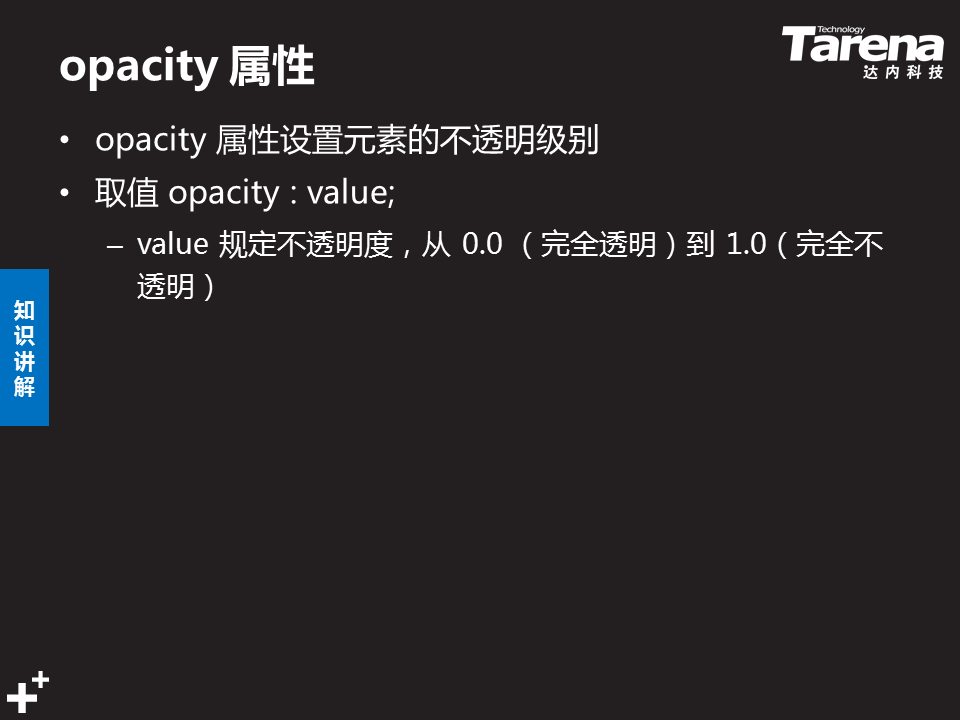 opacity 属性
Technology
Tarena
达内科技
• opacity 属性设置元素的不透明级别
• 取值 opacity : value;
– value 规定不透明度，从 0.0 （完全透明）到 1.0（完全不
透明）
知
识
讲
解